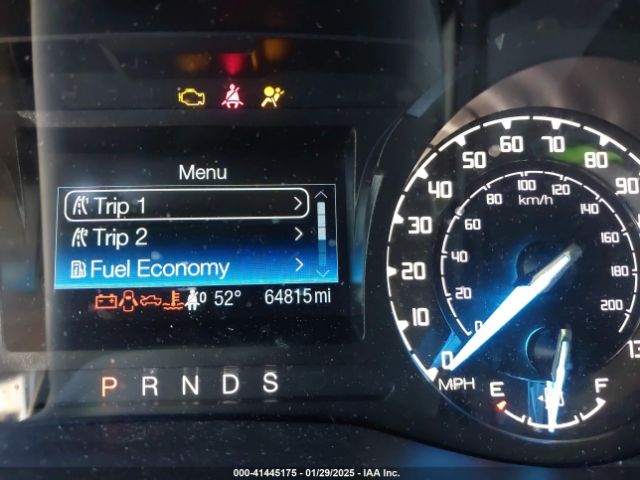 Menu
Trip 1
Trip 2
Fuel Economy
0 52° 64815 mi
P R N D S
0 10 20 30 40 50 60 70 80 90
0 20 40 60 80 100 120 140 160 180 200
km/h
MPH
E F
000-41445175 - 01/29/2025 - IAA Inc.